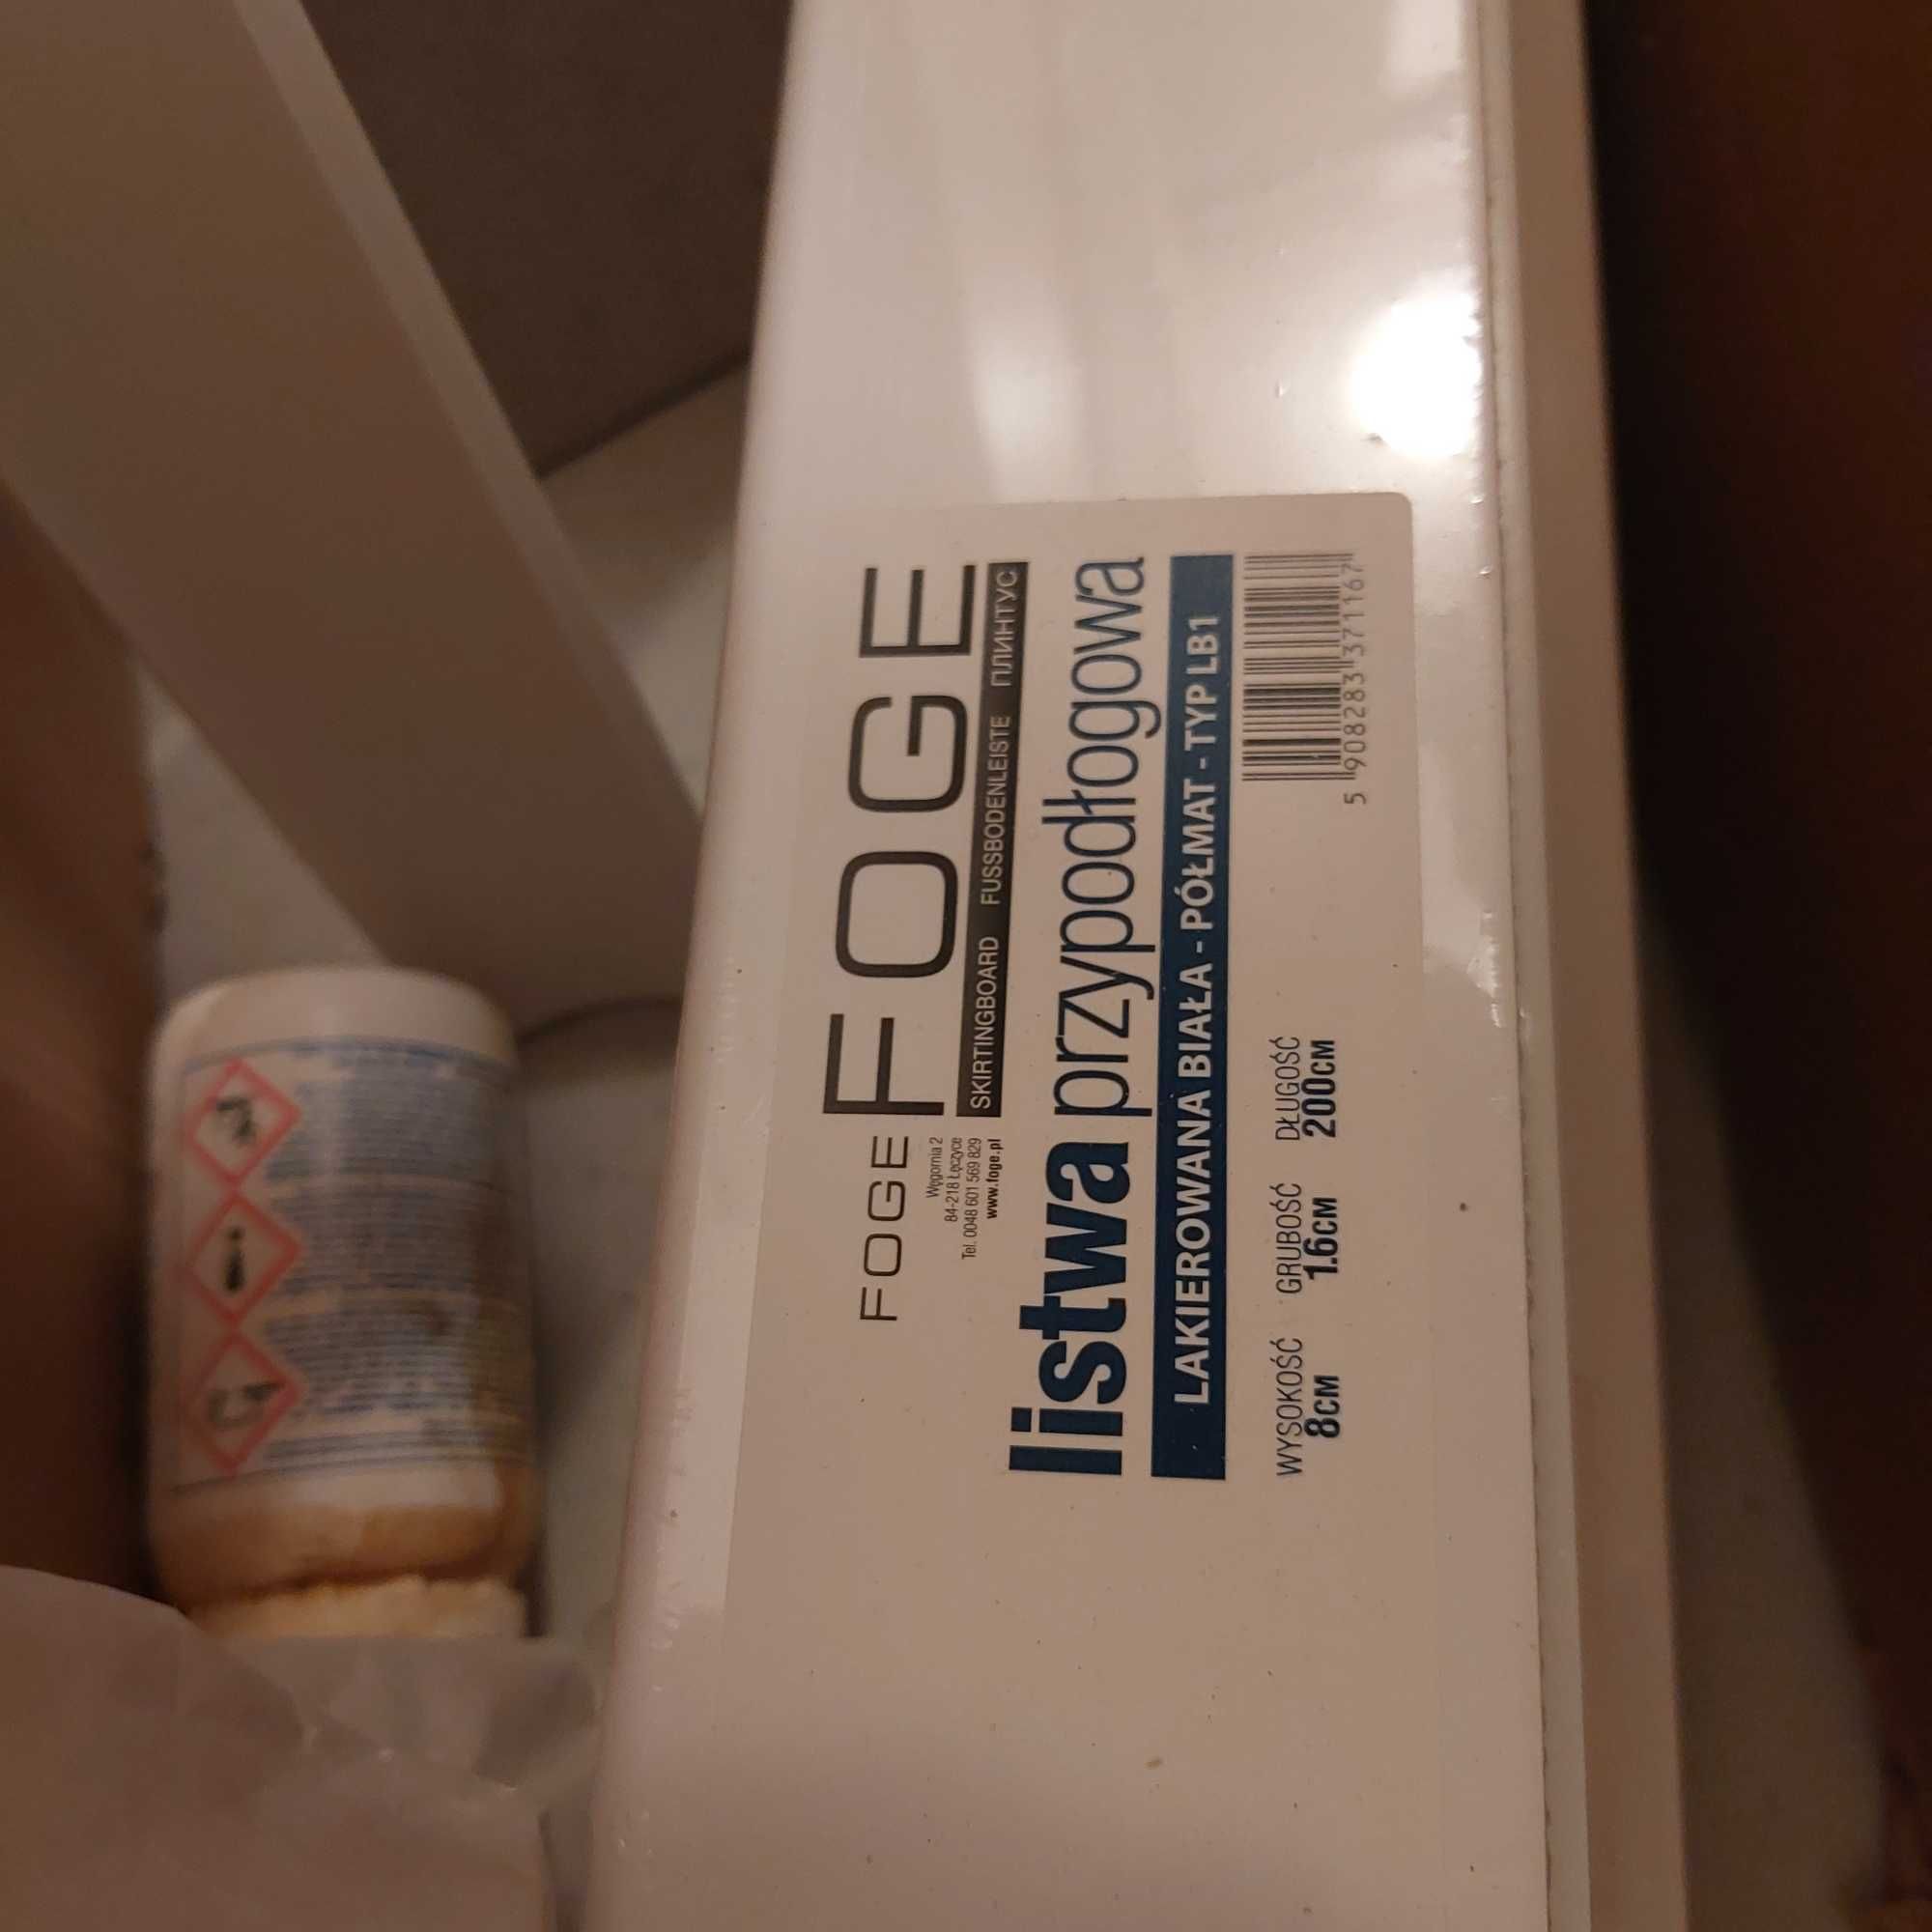 FOGE
SKIRTINGBOARD FUSSBODENLEISTE ПЛИНТУС
FOGE
Węgornia 2
84-218 Łęczyce
Tel. 0048 601 569 829
www.foge.pl
listwa przypodłogowa
LAKIEROWANA BIAŁA - PÓŁMAT - TYP LB1
WYSOKOŚĆ GRUBOŚĆ DŁUGOŚĆ
8CM 1.6CM 200CM
5 908283 371167